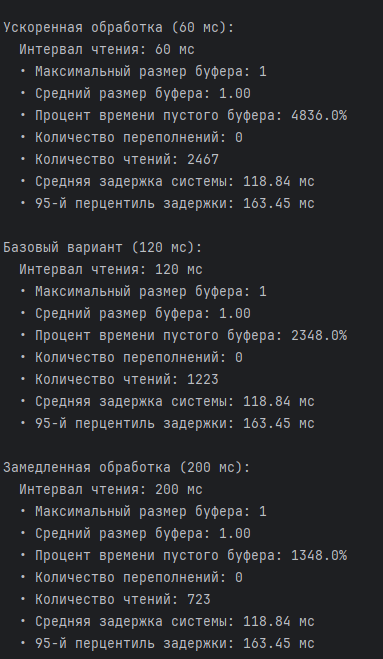 Ускоренная обработка (60 мс):
Интервал чтения: 60 мс
• Максимальный размер буфера: 1
• Средний размер буфера: 1.00
• Процент времени пустого буфера: 4836.0%
• Количество переполнений: 0
• Количество чтений: 2467
• Средняя задержка системы: 118.84 мс
• 95-й перцентиль задержки: 163.45 мс
Базовый вариант (120 мс):
Интервал чтения: 120 мс
• Максимальный размер буфера: 1
• Средний размер буфера: 1.00
• Процент времени пустого буфера: 2348.0%
• Количество переполнений: 0
• Количество чтений: 1223
• Средняя задержка системы: 118.84 мс
• 95-й перцентиль задержки: 163.45 мс
Замедленная обработка (200 мс):
Интервал чтения: 200 мс
• Максимальный размер буфера: 1
• Средний размер буфера: 1.00
• Процент времени пустого буфера: 1348.0%
• Количество переполнений: 0
• Количество чтений: 723
• Средняя задержка системы: 118.84 мс
• 95-й перцентиль задержки: 163.45 мс